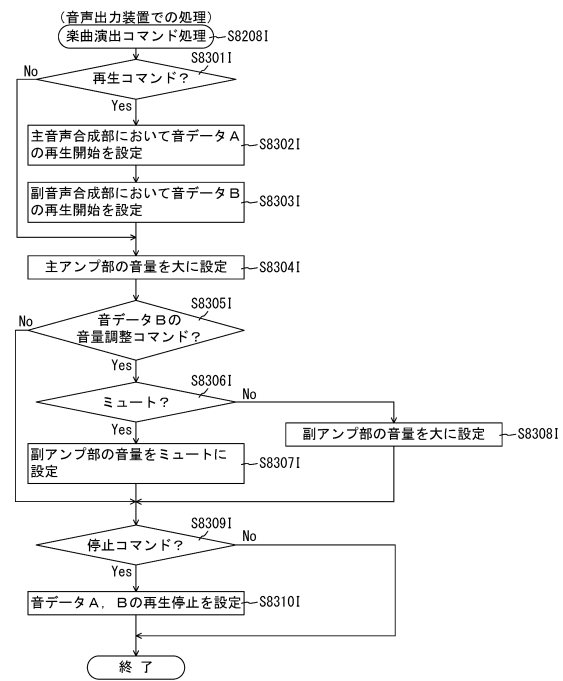 (音声出力装置での処理)
楽曲演出コマンド処理 S8208I
S8301I
No
再生コマンド?
Yes
主音声合成部において音データA
の再生開始を設定
S8302I
副音声合成部において音データB
の再生開始を設定
S8303I
主アンプ部の音量を大に設定 S8304I
S8305I
No
音データBの
音量調整コマンド?
Yes
S8306I
ミュート? No
Yes
副アンプ部の音量を大に設定 S8308I
副アンプ部の音量をミュートに
設定
S8307I
S8309I
停止コマンド? No
Yes
音データA,Bの再生停止を設定 S8310I
終了